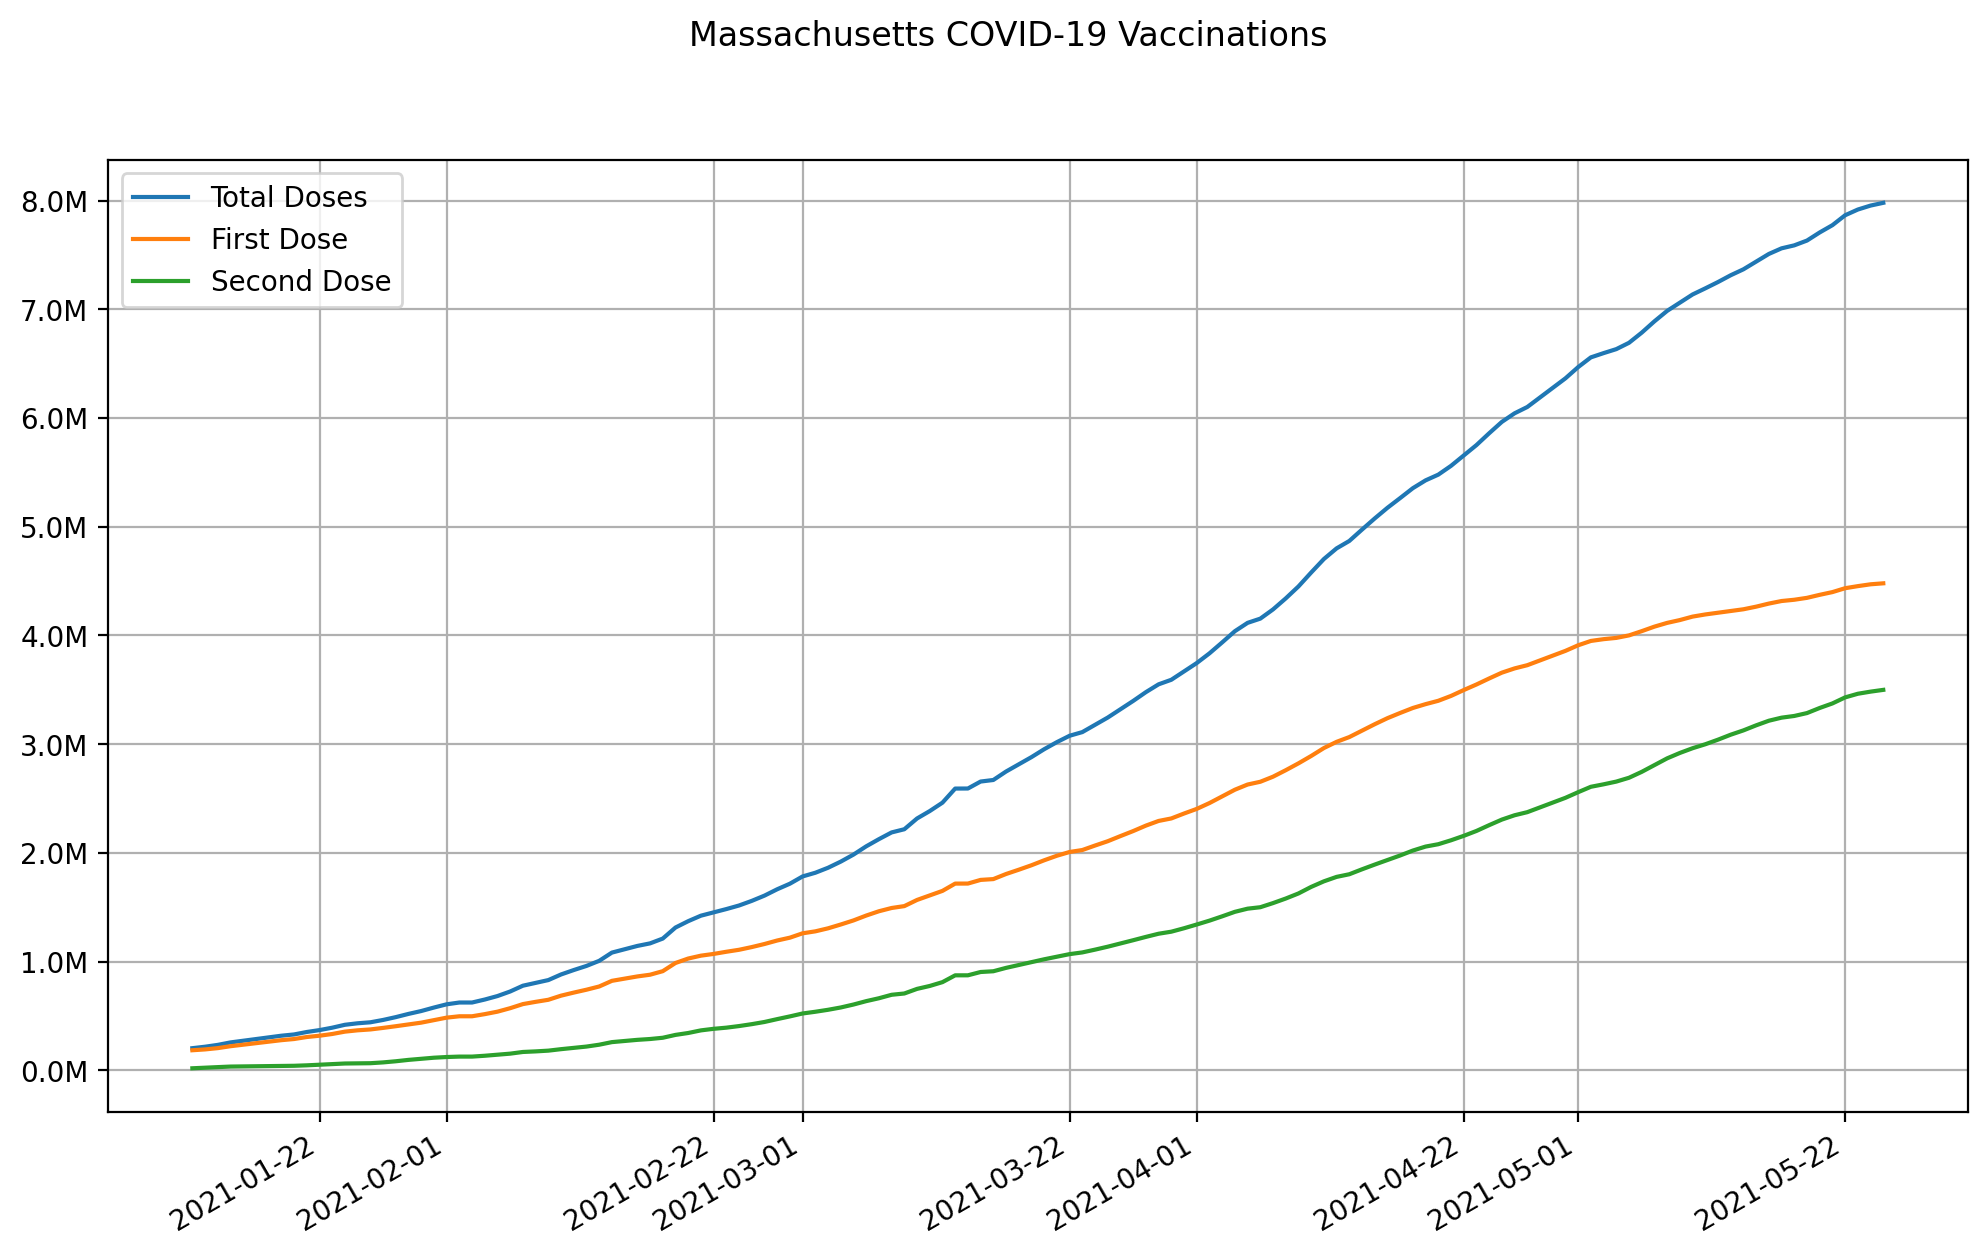 Massachusetts COVID-19 Vaccinations
Total Doses
First Dose
Second Dose
8.0M
7.0M
6.0M
5.0M
4.0M
3.0M
2.0M
1.0M
0.0M
2021-01-22
2021-02-01
2021-02-22
2021-03-01
2021-03-22
2021-04-01
2021-04-22
2021-05-01
2021-05-22